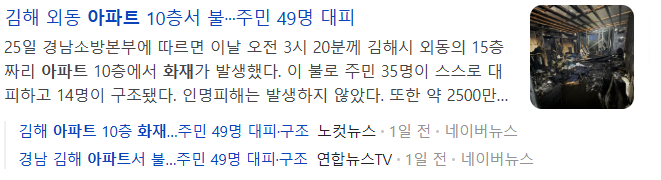 김해 외동 아파트 10층서 불…주민 49명 대피
25일 경남소방본부에 따르면 이날 오전 3시 20분께 김해시 외동의 15층
짜리 아파트 10층에서 화재가 발생했다. 이 불로 주민 35명이 스스로 대
피하고 14명이 구조됐다. 인명피해는 발생하지 않았다. 또한 약 2500만...
김해 아파트 10층 화재...주민 49명 대피·구조 노컷뉴스 · 1일 전 · 네이버뉴스
경남 김해 아파트서 불...주민 49명 대피·구조 연합뉴스TV · 1일 전 · 네이버뉴스